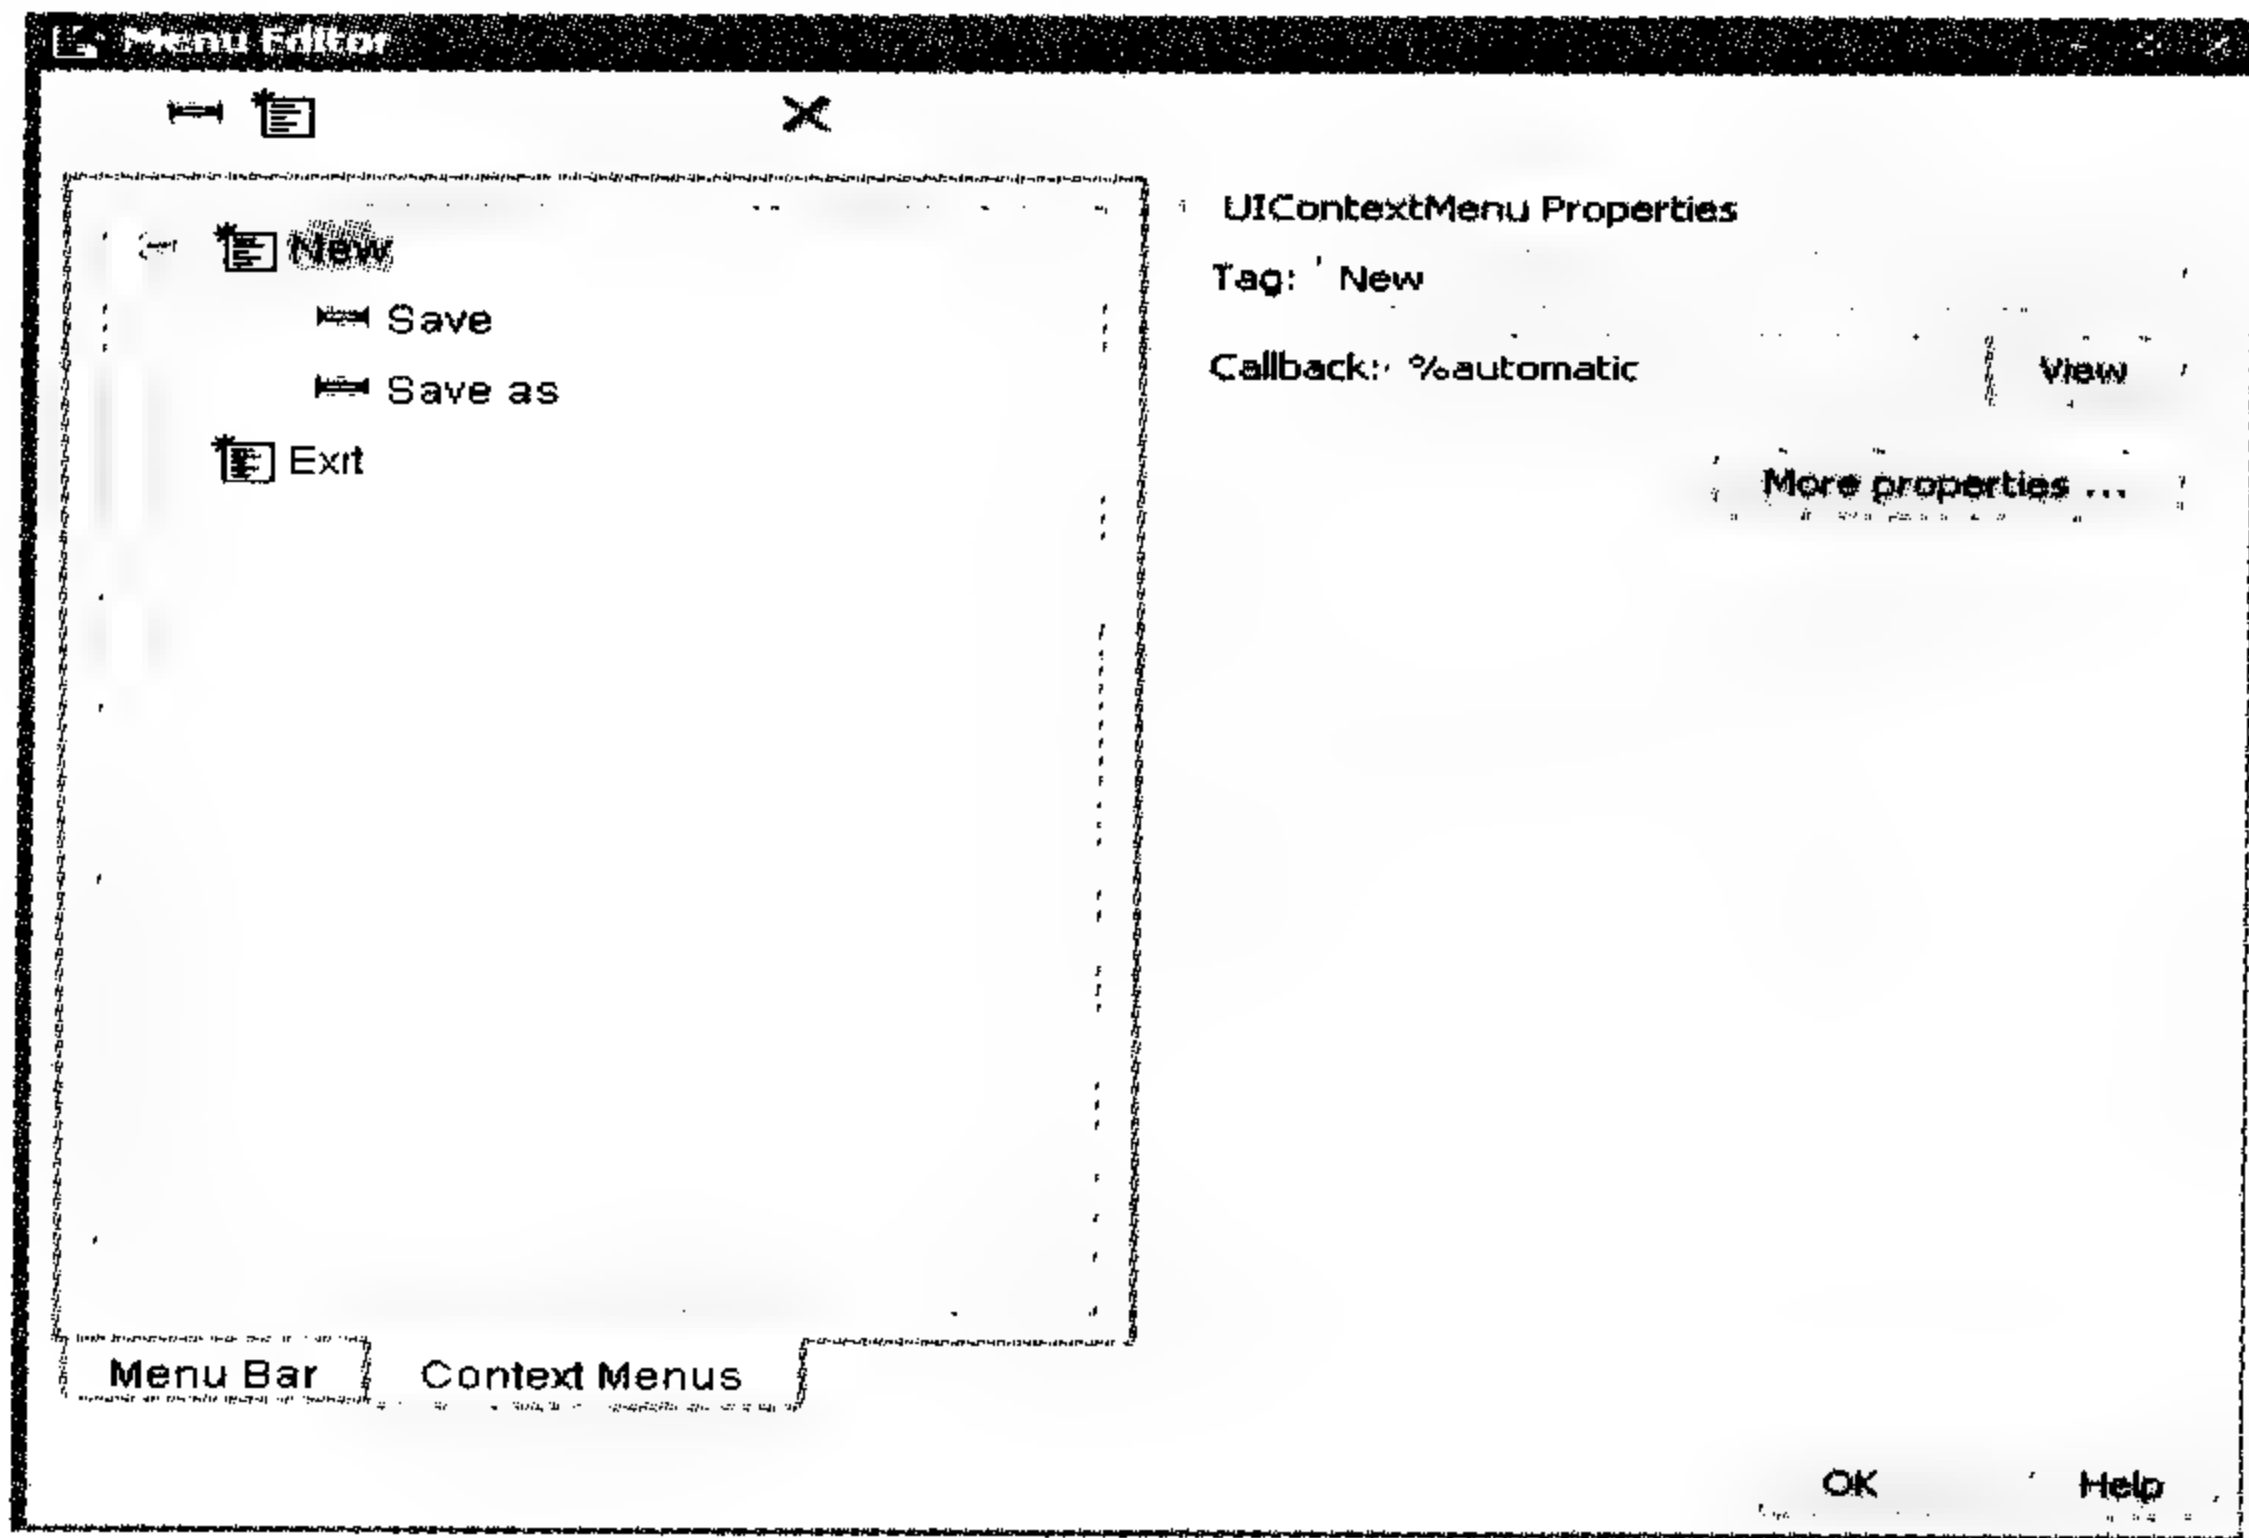 Menu Editor
New
Save
Save as
Exit
Menu Bar
Context Menus
UIContextMenu Properties
Tag: New
Callback: %automatic
View
More properties ...
OK
Help